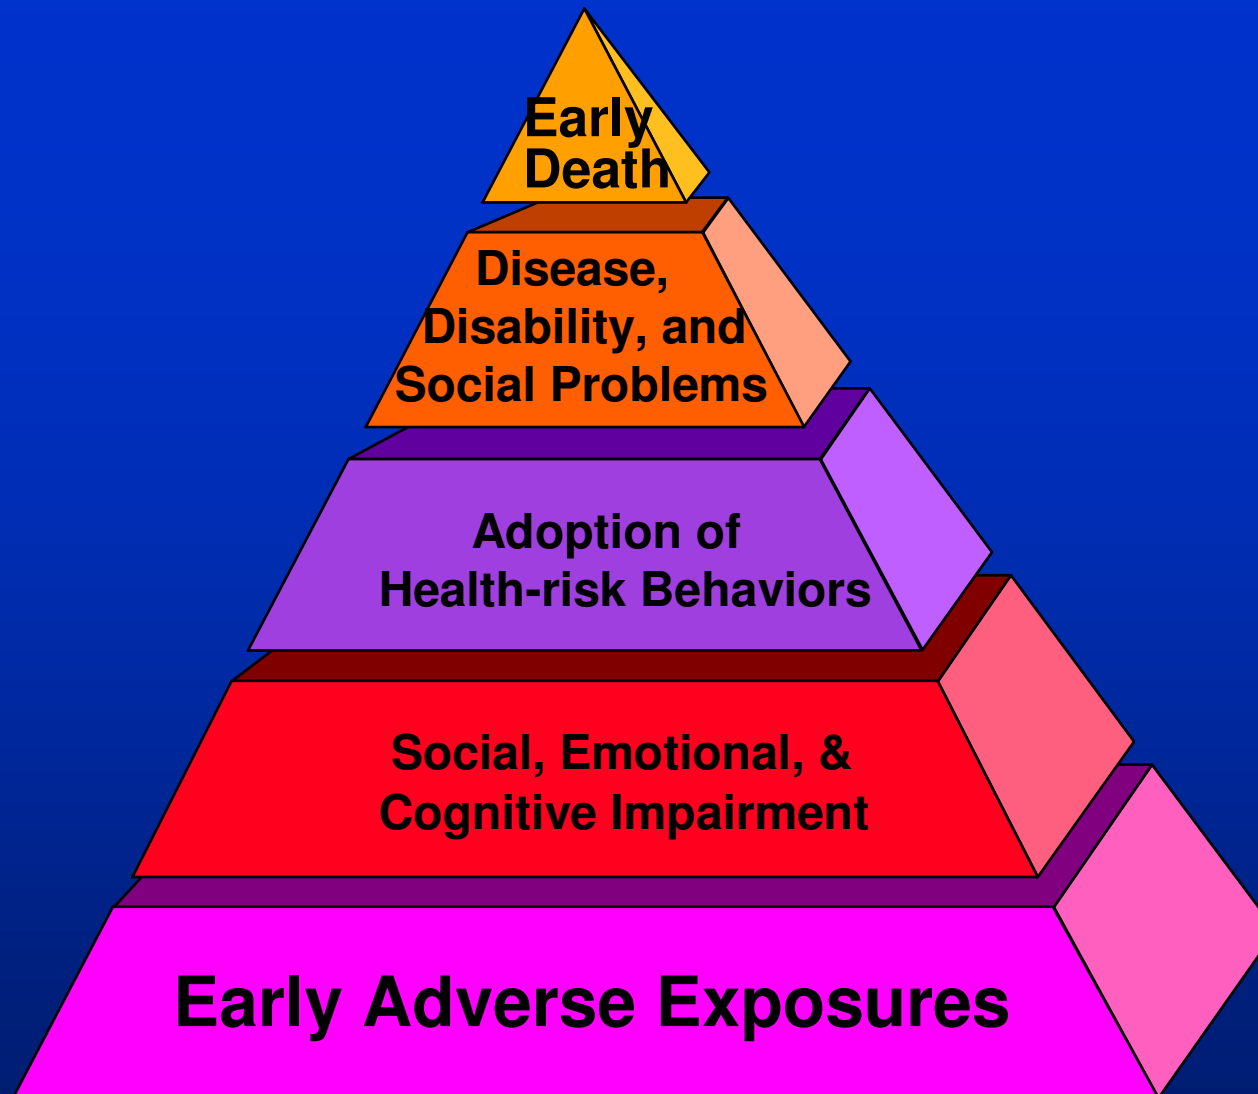 Early
Death
Disease,
Disability, and
Social Problems
Adoption of
Health-risk Behaviors
Social, Emotional, &
Cognitive Impairment
Early Adverse Exposures